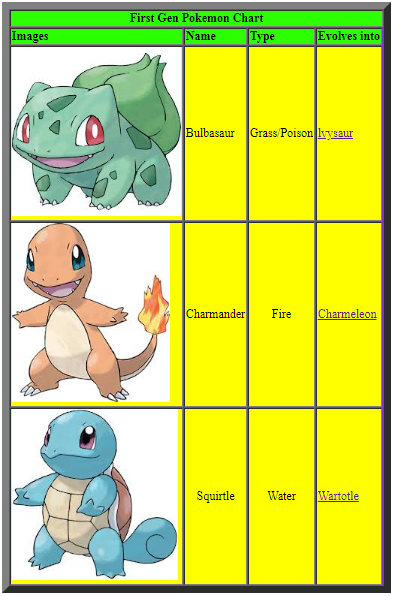 First Gen Pokemon Chart
Images Name Type Evolves into
Bulbasaur Grass/Poison Ivysaur
Charmander Fire Charmeleon
Squirtle Water Wartotle